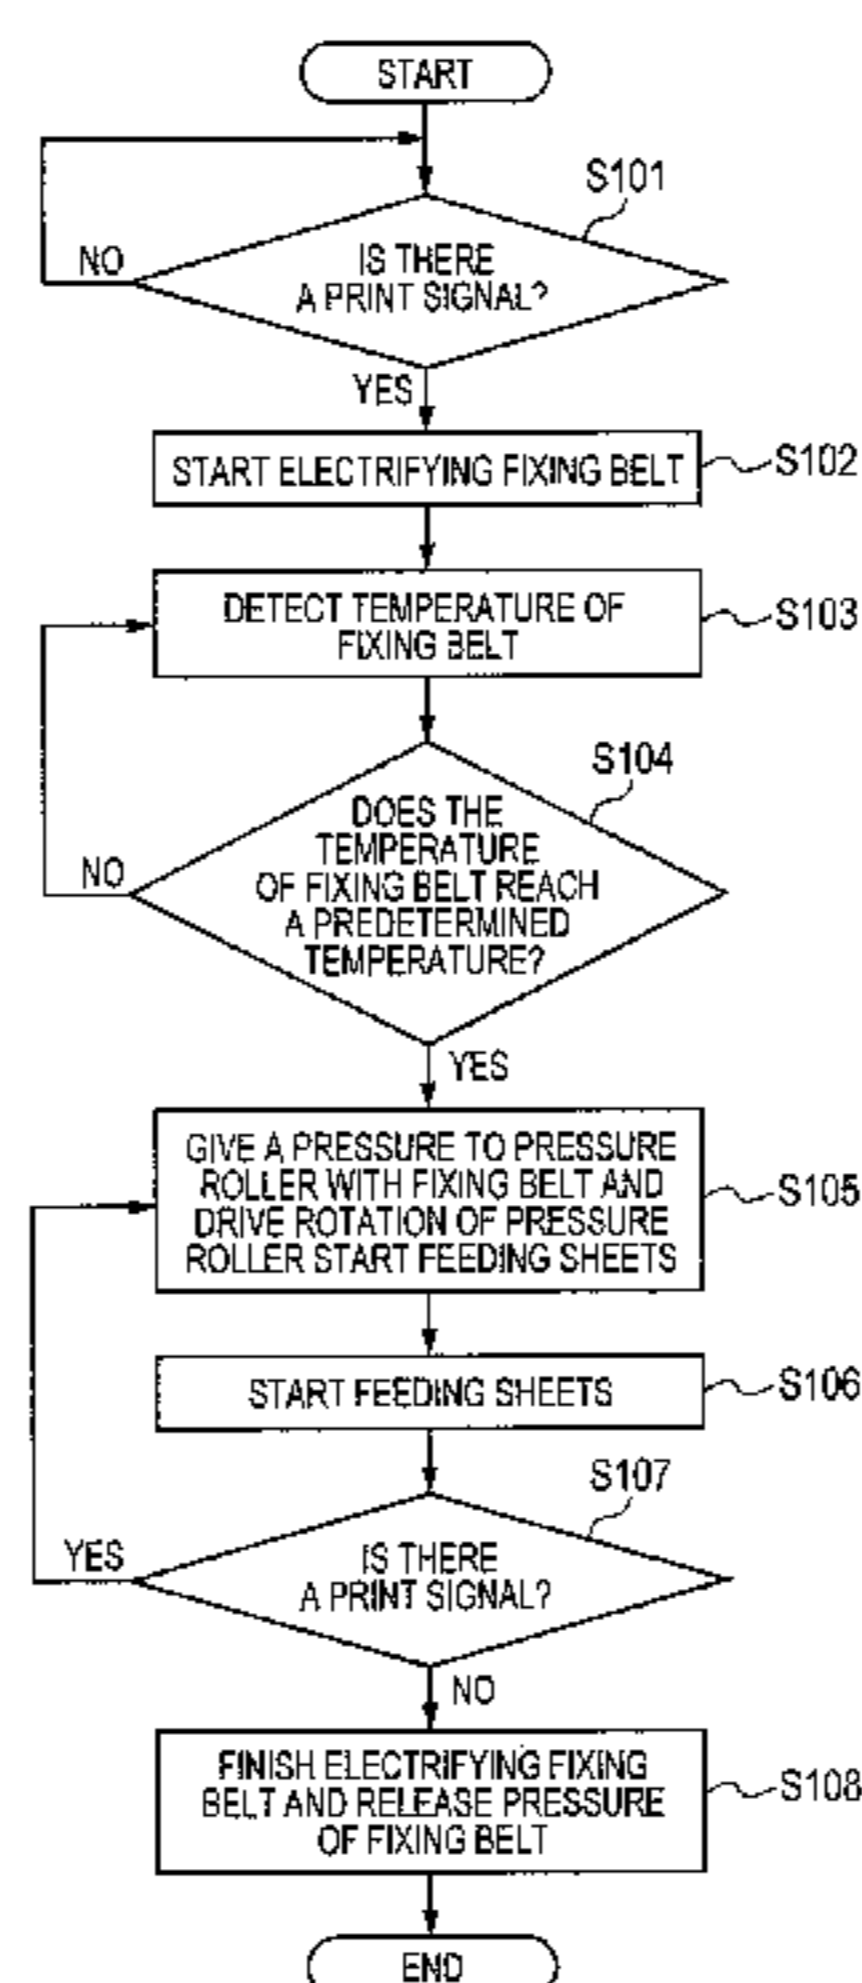 START
S101
NO
IS THERE
A PRINT SIGNAL?
YES
START ELECTRIFYING FIXING BELT
S102
DETECT TEMPERATURE OF
FIXING BELT
S103
S104
DOES THE
TEMPERATURE
OF FIXING BELT REACH
A PREDETERMINED
TEMPERATURE?
NO
YES
GIVE A PRESSURE TO PRESSURE
ROLLER WITH FIXING BELT AND
DRIVE ROTATION OF PRESSURE
ROLLER START FEEDING SHEETS
S105
START FEEDING SHEETS
S106
S107
YES
IS THERE
A PRINT SIGNAL?
NO
FINISH ELECTRIFYING FIXING
BELT AND RELEASE PRESSURE
OF FIXING BELT
S108
END